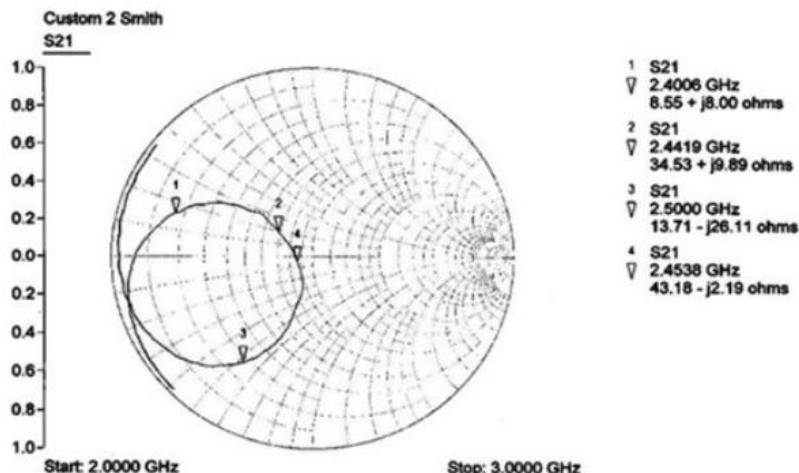 Custom 2 Smith
S21
1.0
0.8
0.6
0.4
0.2
0.0
0.2
0.4
0.6
0.8
1.0
1
2
4
3
1 S21
2.4006 GHz
8.55 + j8.00 ohms
2 S21
2.4419 GHz
34.53 + j9.89 ohms
3 S21
2.5000 GHz
13.71 - j26.11 ohms
4 S21
2.4538 GHz
43.18 - j2.19 ohms
Start: 2.0000 GHz
Stop: 3.0000 GHz